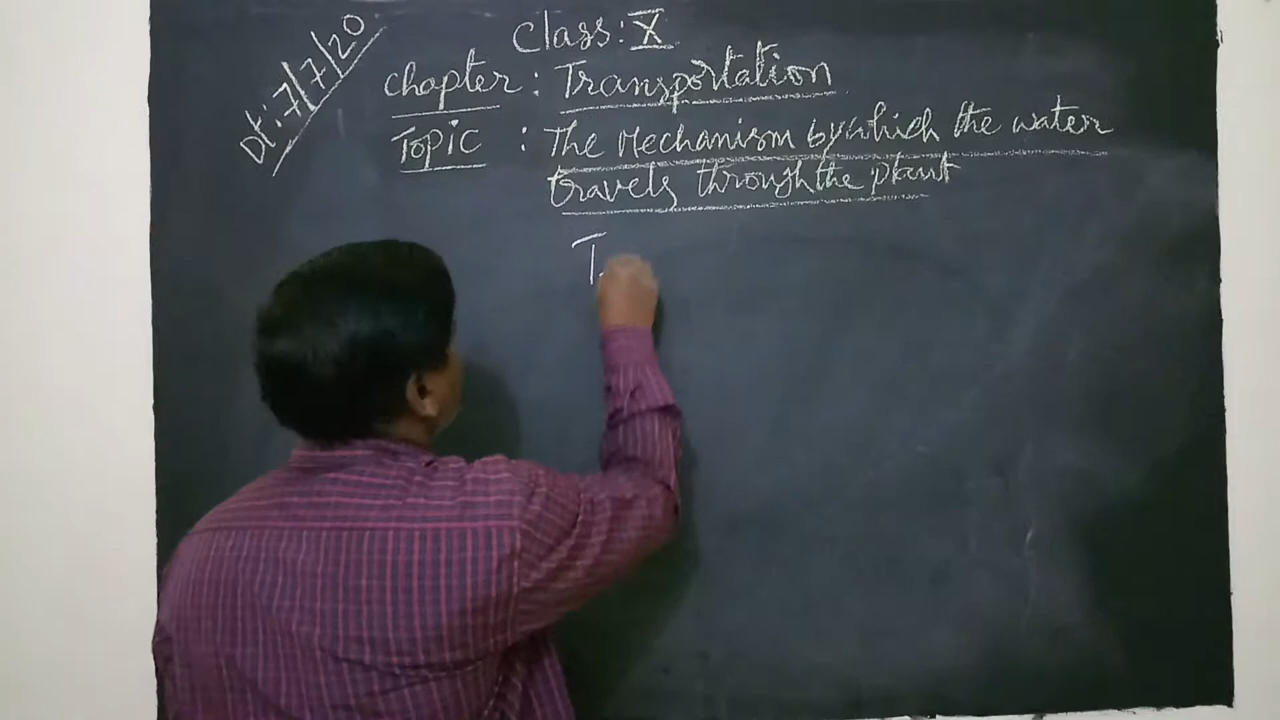 Dt:7/7/20
Class: X
Chapter : Transportation
Topic : The Mechanism by which the water
travels through the plant
T